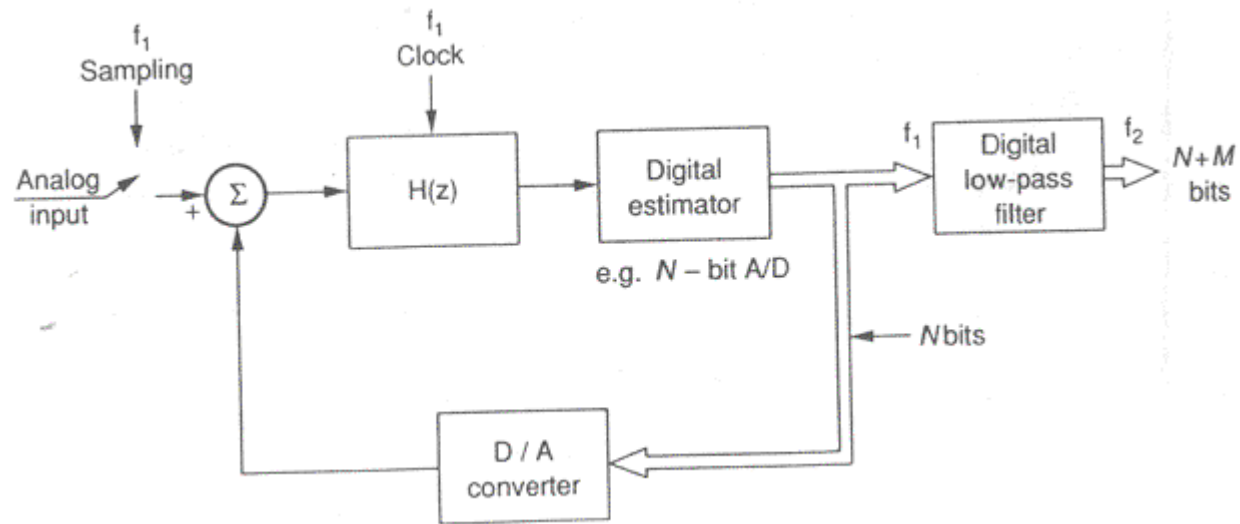 f1
Sampling
f1
Clock
Analog
input
+
Σ
H(z)
Digital
estimator
e.g. N – bit A/D
f1
Digital
low-pass
filter
f2
N+M
bits
N bits
D / A
converter